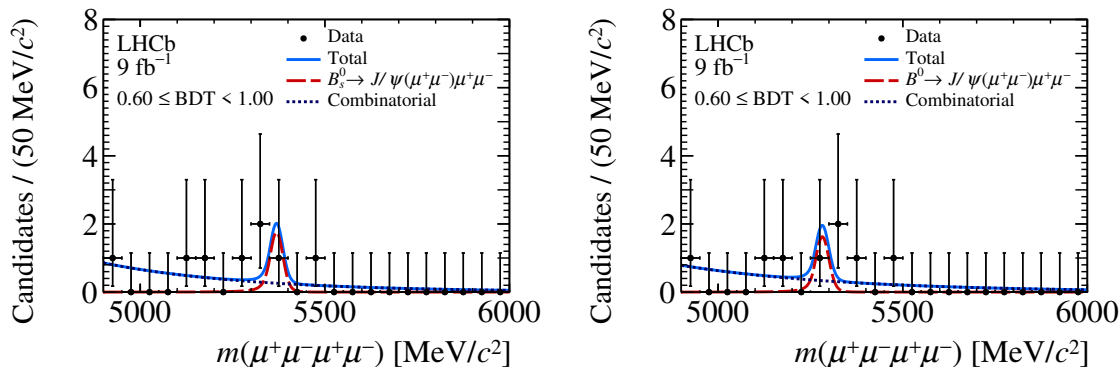 Candidates / (50 MeV/c²)
8
6
4
2
0
LHCb
9 fb⁻¹
0.60 ≤ BDT < 1.00
Data
Total
B⁰ₛ → J/ψ(μ⁺μ⁻)μ⁺μ⁻
Combinatorial
5000 5500 6000
m(μ⁺μ⁻μ⁺μ⁻) [MeV/c²]
Candidates / (50 MeV/c²)
8
6
4
2
0
LHCb
9 fb⁻¹
0.60 ≤ BDT < 1.00
Data
Total
B⁰ → J/ψ(μ⁺μ⁻)μ⁺μ⁻
Combinatorial
5000 5500 6000
m(μ⁺μ⁻μ⁺μ⁻) [MeV/c²]